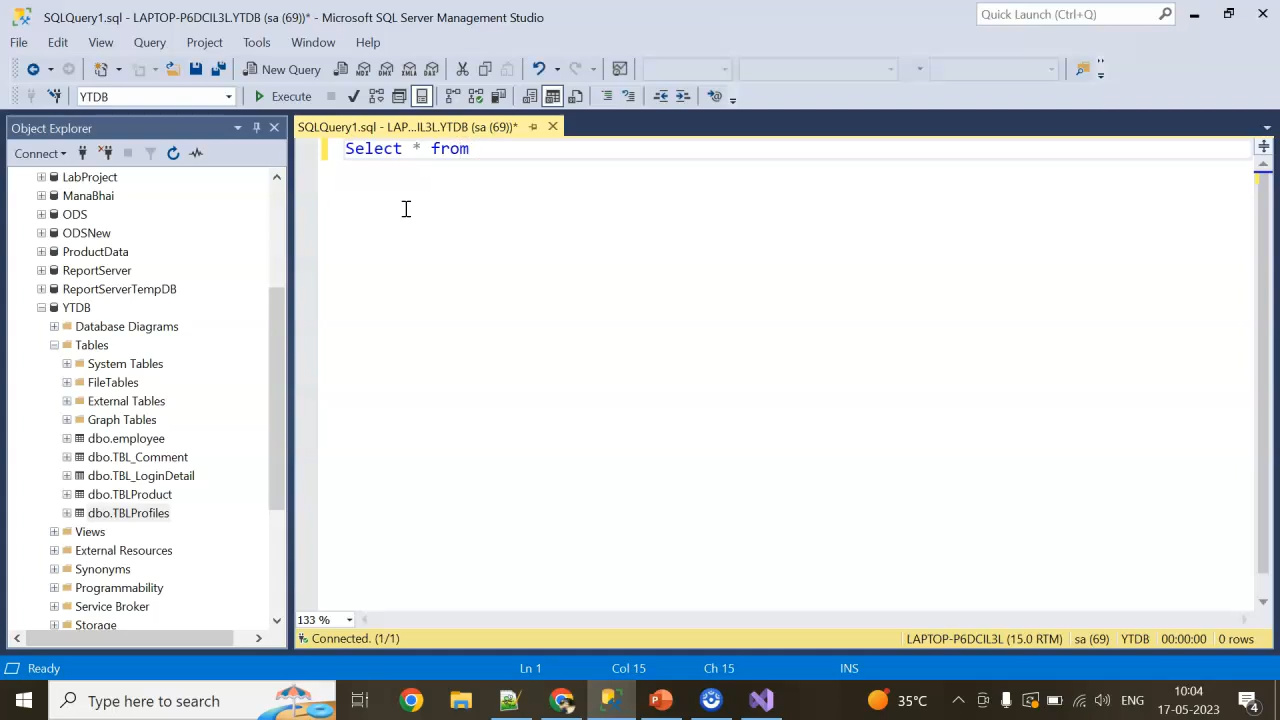 SQLQuery1.sql - LAPTOP-P6DCIL3L.YTDB (sa (69))* - Microsoft SQL Server Management Studio
Quick Launch (Ctrl+Q)
File Edit View Query Project Tools Window Help
New Query
MDX DMX XMLA DAX
YTDB
Execute
Object Explorer
SQLQuery1.sql - LAP...IL3L.YTDB (sa (69))*
Connect
Select * from
LabProject
ManaBhai
ODS
ODSNew
ProductData
ReportServer
ReportServerTempDB
YTDB
Database Diagrams
Tables
System Tables
FileTables
External Tables
Graph Tables
dbo.employee
dbo.TBL_Comment
dbo.TBL_LoginDetail
dbo.TBLProduct
dbo.TBLProfiles
Views
External Resources
Synonyms
Programmability
Service Broker
Storage
133 %
Connected. (1/1)
LAPTOP-P6DCIL3L (15.0 RTM) sa (69) YTDB 00:00:00 0 rows
Ready Ln 1 Col 15 Ch 15 INS
Type here to search
35°C
ENG
10:04
17-05-2023
4